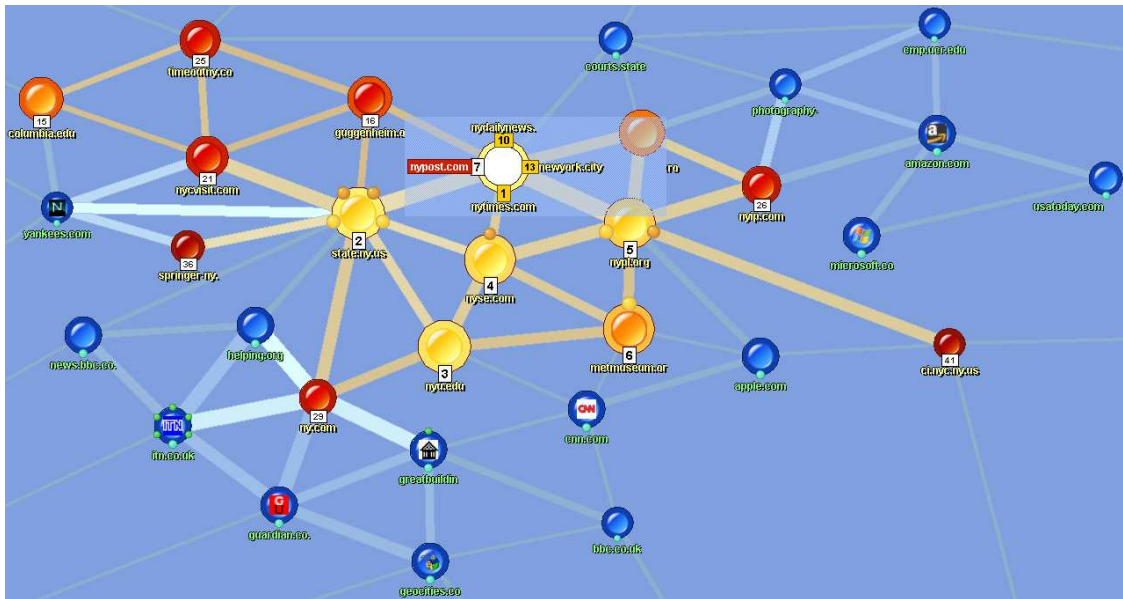 cmp.ucr.edu
25
timeoutny.co
courts.state
15
columbia.edu
16
guggenheim.o
photography-
nydailynews.
10
nypost.com 7
13 newyork.city
ro
1
nytimes.com
a
amazon.com
21
nycvisit.com
26
nyip.com
usatoday.com
N
yankees.com
2
state.ny.us
5
nypl.org
microsoft.co
36
springer-ny.
4
nyse.com
news.bbc.co.
helping.org
3
nyu.edu
6
metmuseum.or
apple.com
41
ci.nyc.ny.us
29
ny.com
CNN
cnn.com
ITN
itn.co.uk
greatbuildin
G
guardian.co.
bbc.co.uk
geocities.co